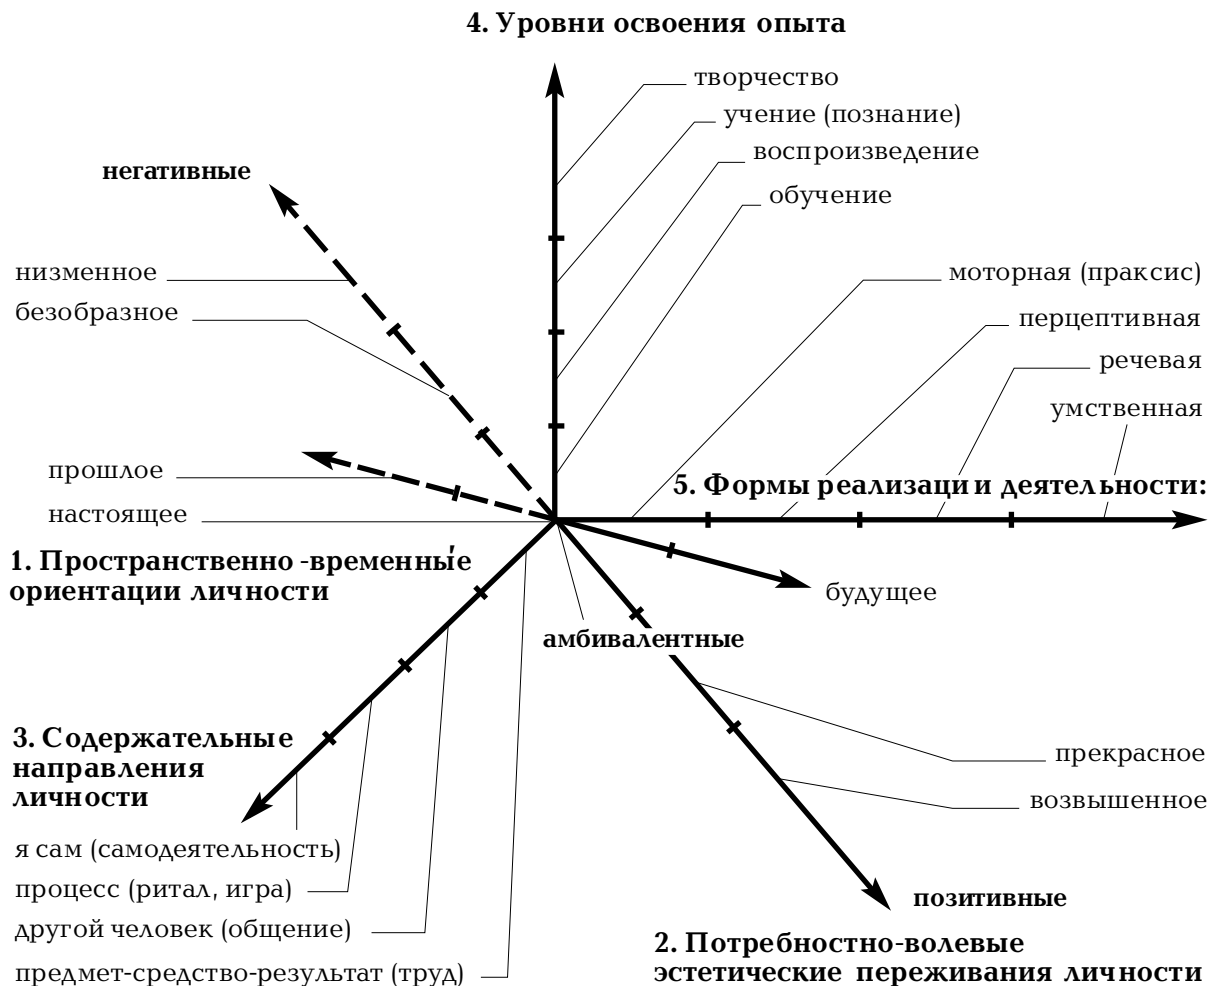 4. Уровни освоения опыта
творчество
учение (познание)
воспроизведение
обучение
негативные
низменное
безобразное
моторная (праксис)
перцептивная
речевая
умственная
прошлое
5. Формы реализации деятельности:
настоящее
1. Пространственно-временны'е
ориентации личности
будущее
амбивалентные
3. Содержательные
направления
личности
прекрасное
возвышенное
я сам (самодеятельность)
процесс (ритал, игра)
другой человек (общение)
предмет-средство-результат (труд)
позитивные
2. Потребностно-волевые
эстетические переживания личности